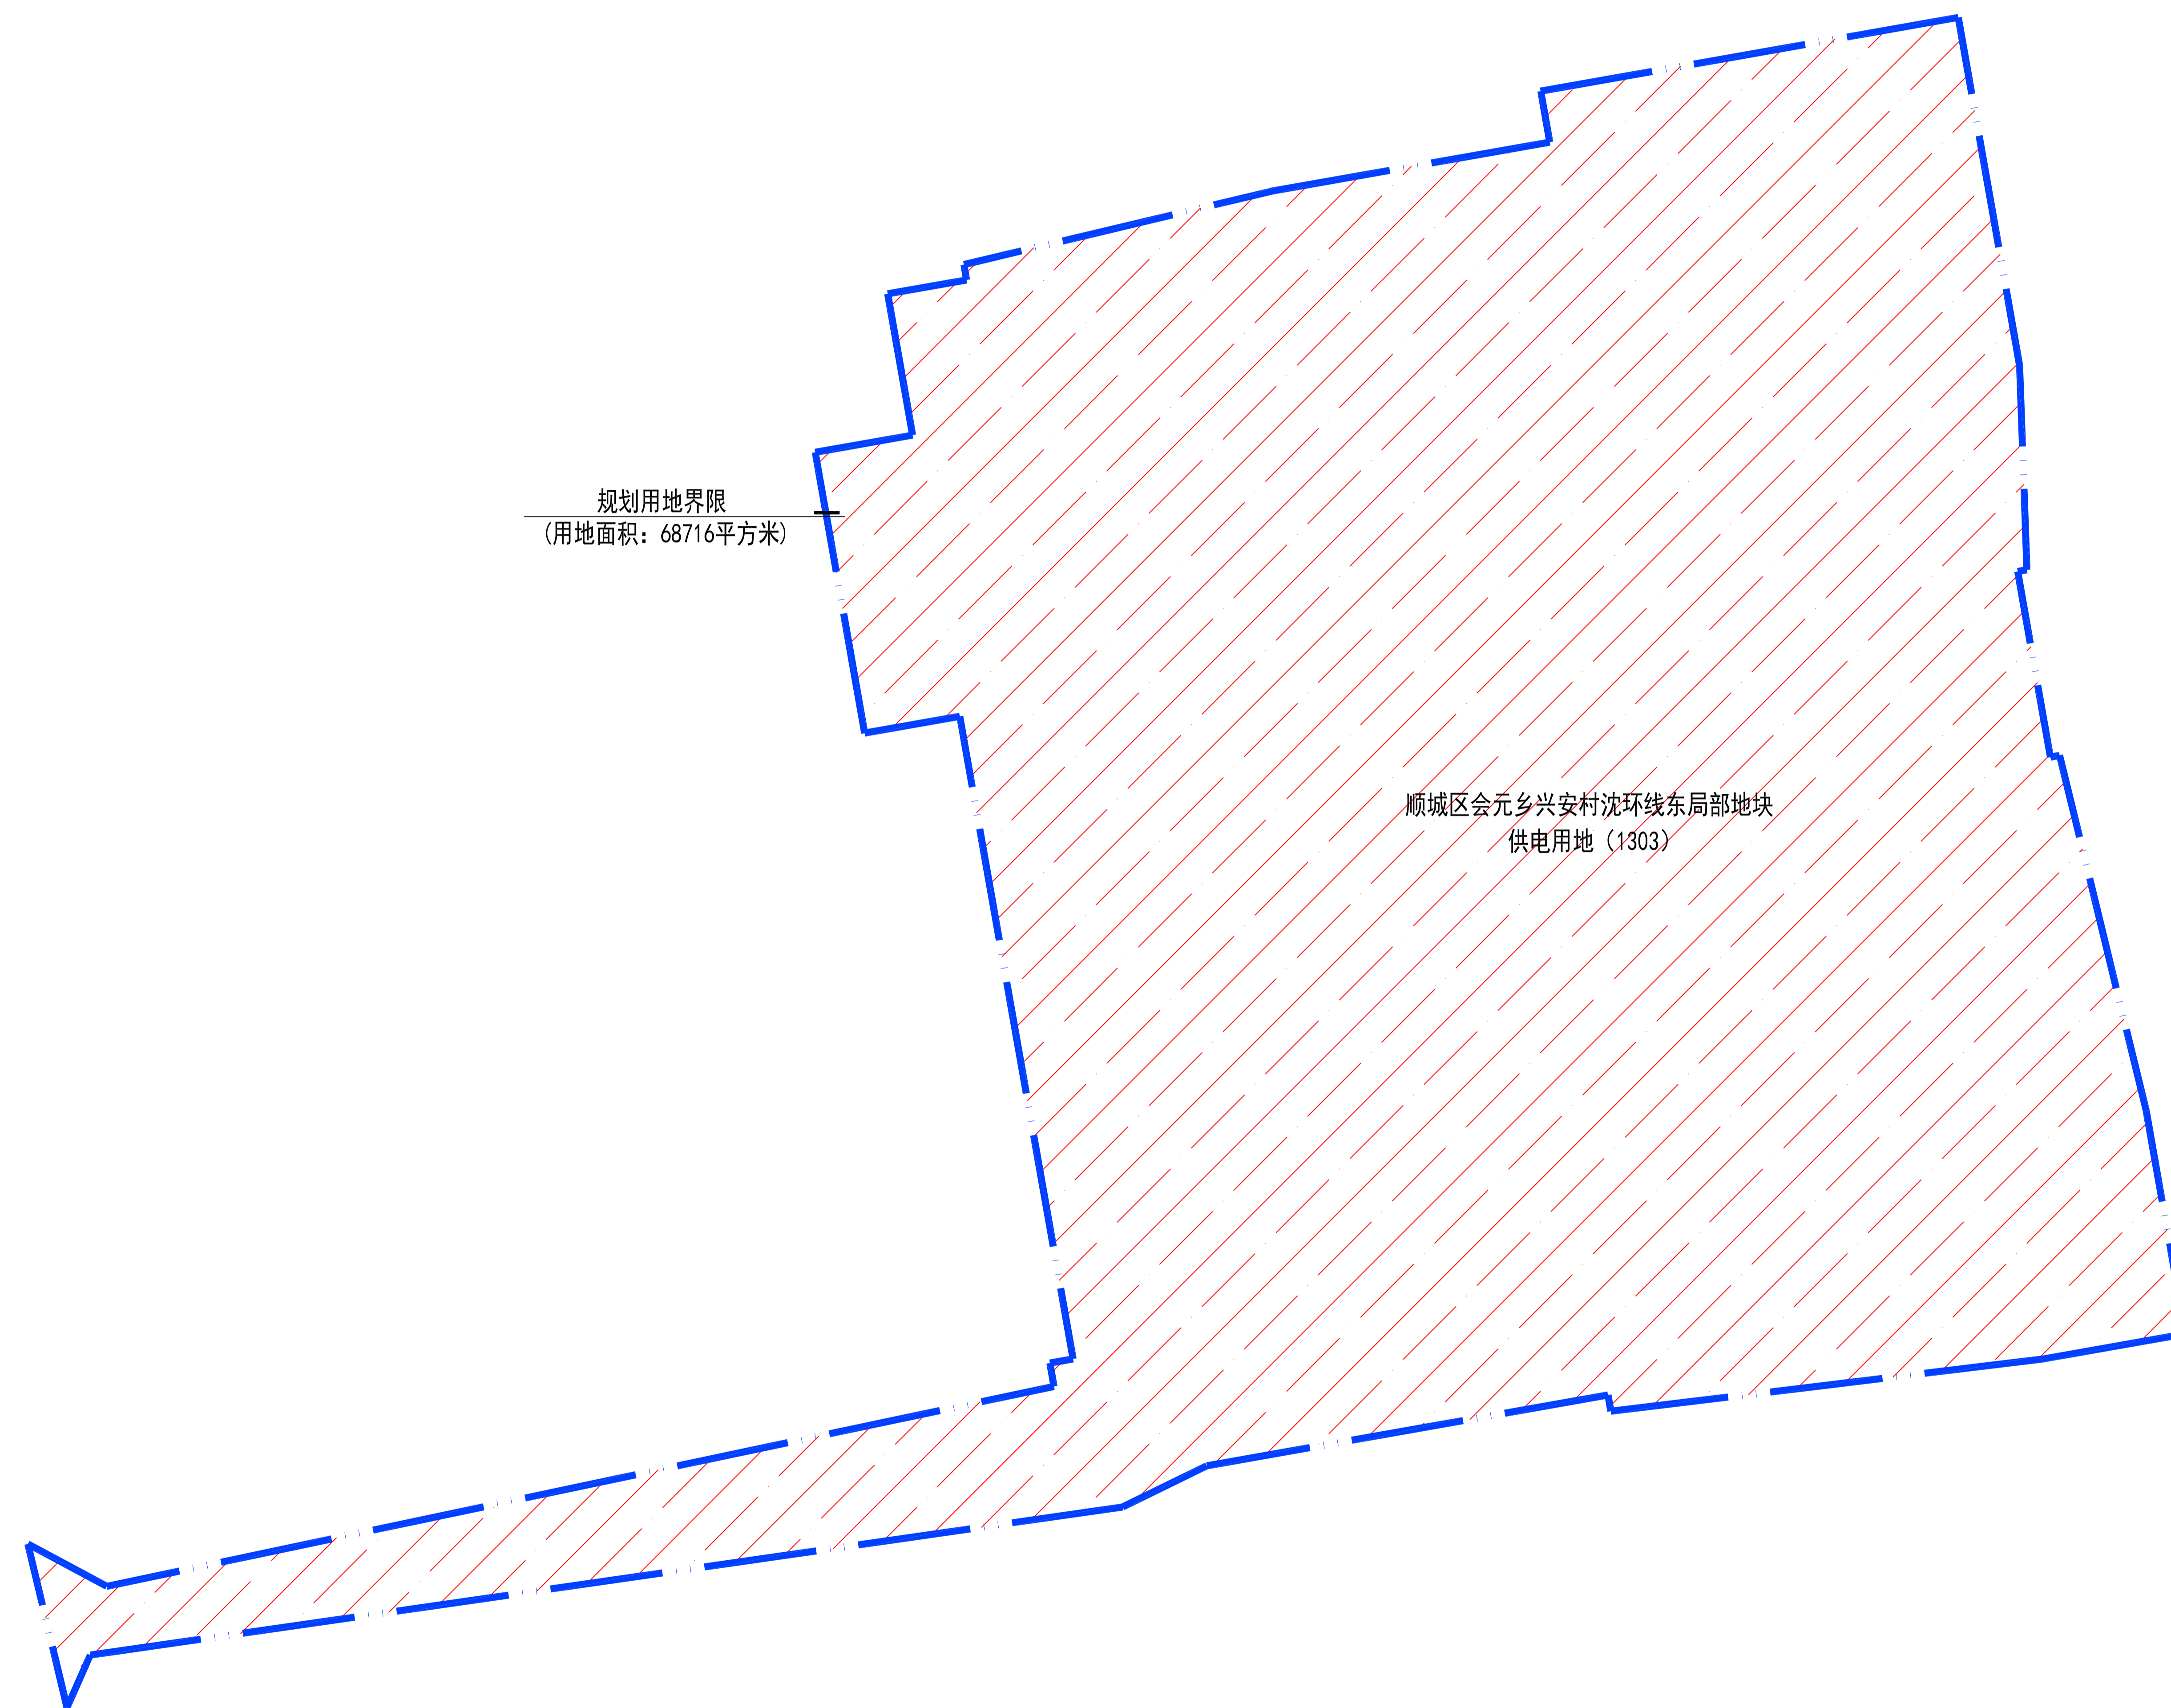 规划用地界限
(用地面积：68716平方米)
顺城区会元乡兴安村沈环线东局部地块
供电用地（1303）